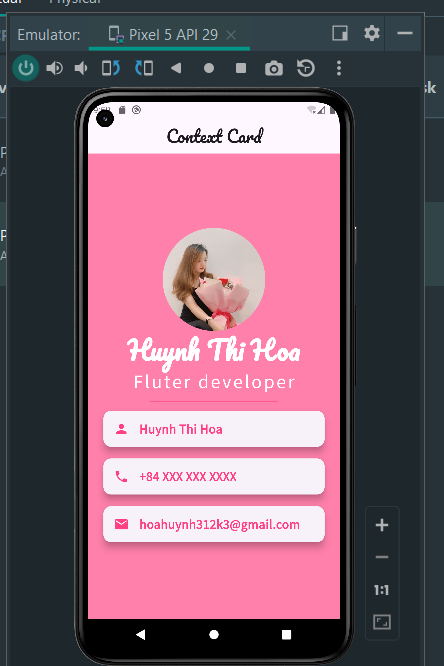 Physical
Emulator: Pixel 5 API 29
Context Card
Huynh Thi Hoa
Fluter developer
Huynh Thi Hoa
+84 XXX XXX XXXX
hoahuynh312k3@gmail.com
1:1